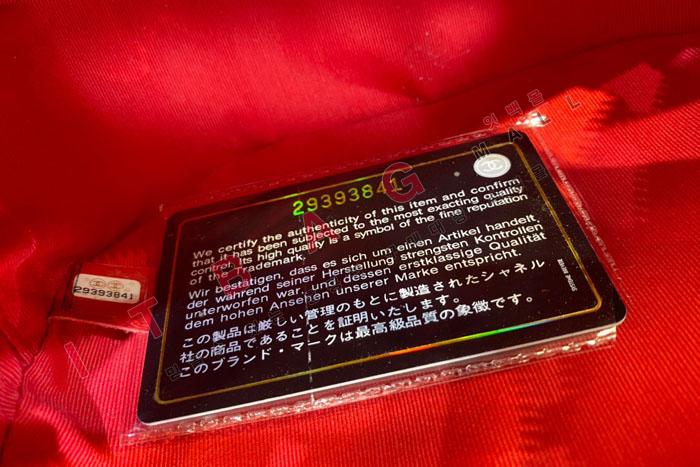 29393841
We certify the authenticity of this item and confirm
that it has been subjected to the most exacting quality
control. Its high quality is a symbol of the fine reputation
of the Trademark.
Wir bestätigen, dass es sich um einen Artikel handelt,
der während seiner Herstellung strengsten Kontrollen
unterworfen war, und dessen erstklassige Qualität
dem hohen Ansehen unserer Marke entspricht.
この製品は厳しい管理のもとに製造されたシャネル
社の商品であることを証明いたします。
このブランド・マークは最高級品質の象徴です。
29393841
IT BAG
MALL
잇백몰